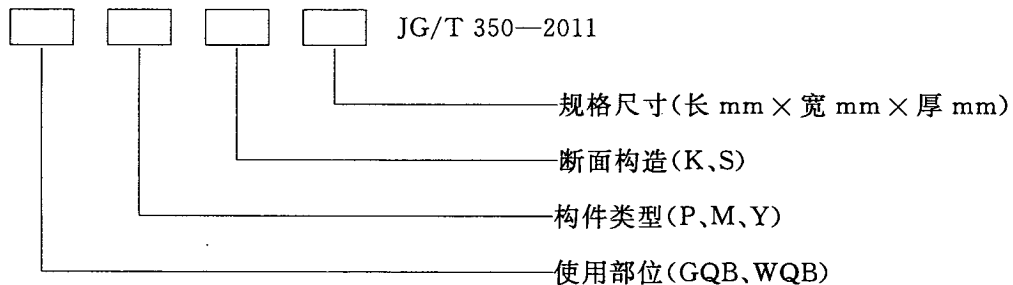 JG/T 350—2011
规格尺寸(长 mm × 宽 mm × 厚 mm)
断面构造(K、S)
构件类型(P、M、Y)
使用部位(GQB、WQB)